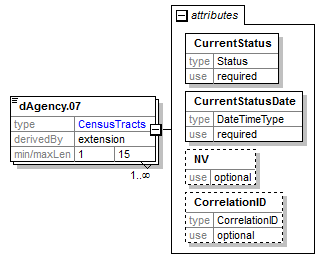 attributes
CurrentStatus
type Status
use required
dAgency.07
type CensusTracts
derivedBy extension
min/maxLen 1 15
1..∞
CurrentStatusDate
type DateTimeType
use required
NV
use optional
CorrelationID
type CorrelationID
use optional